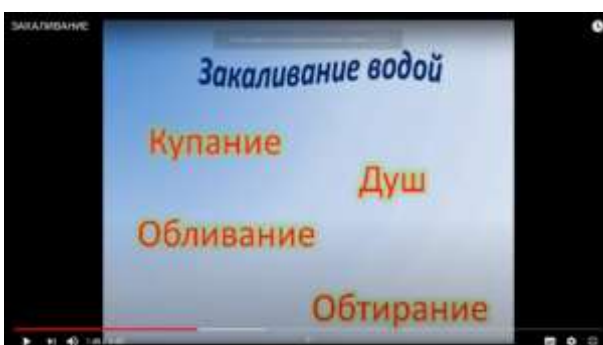 ЗАКАЛИВАНИЕ
Закаливание водой
Купание
Душ
Обливание
Обтирание